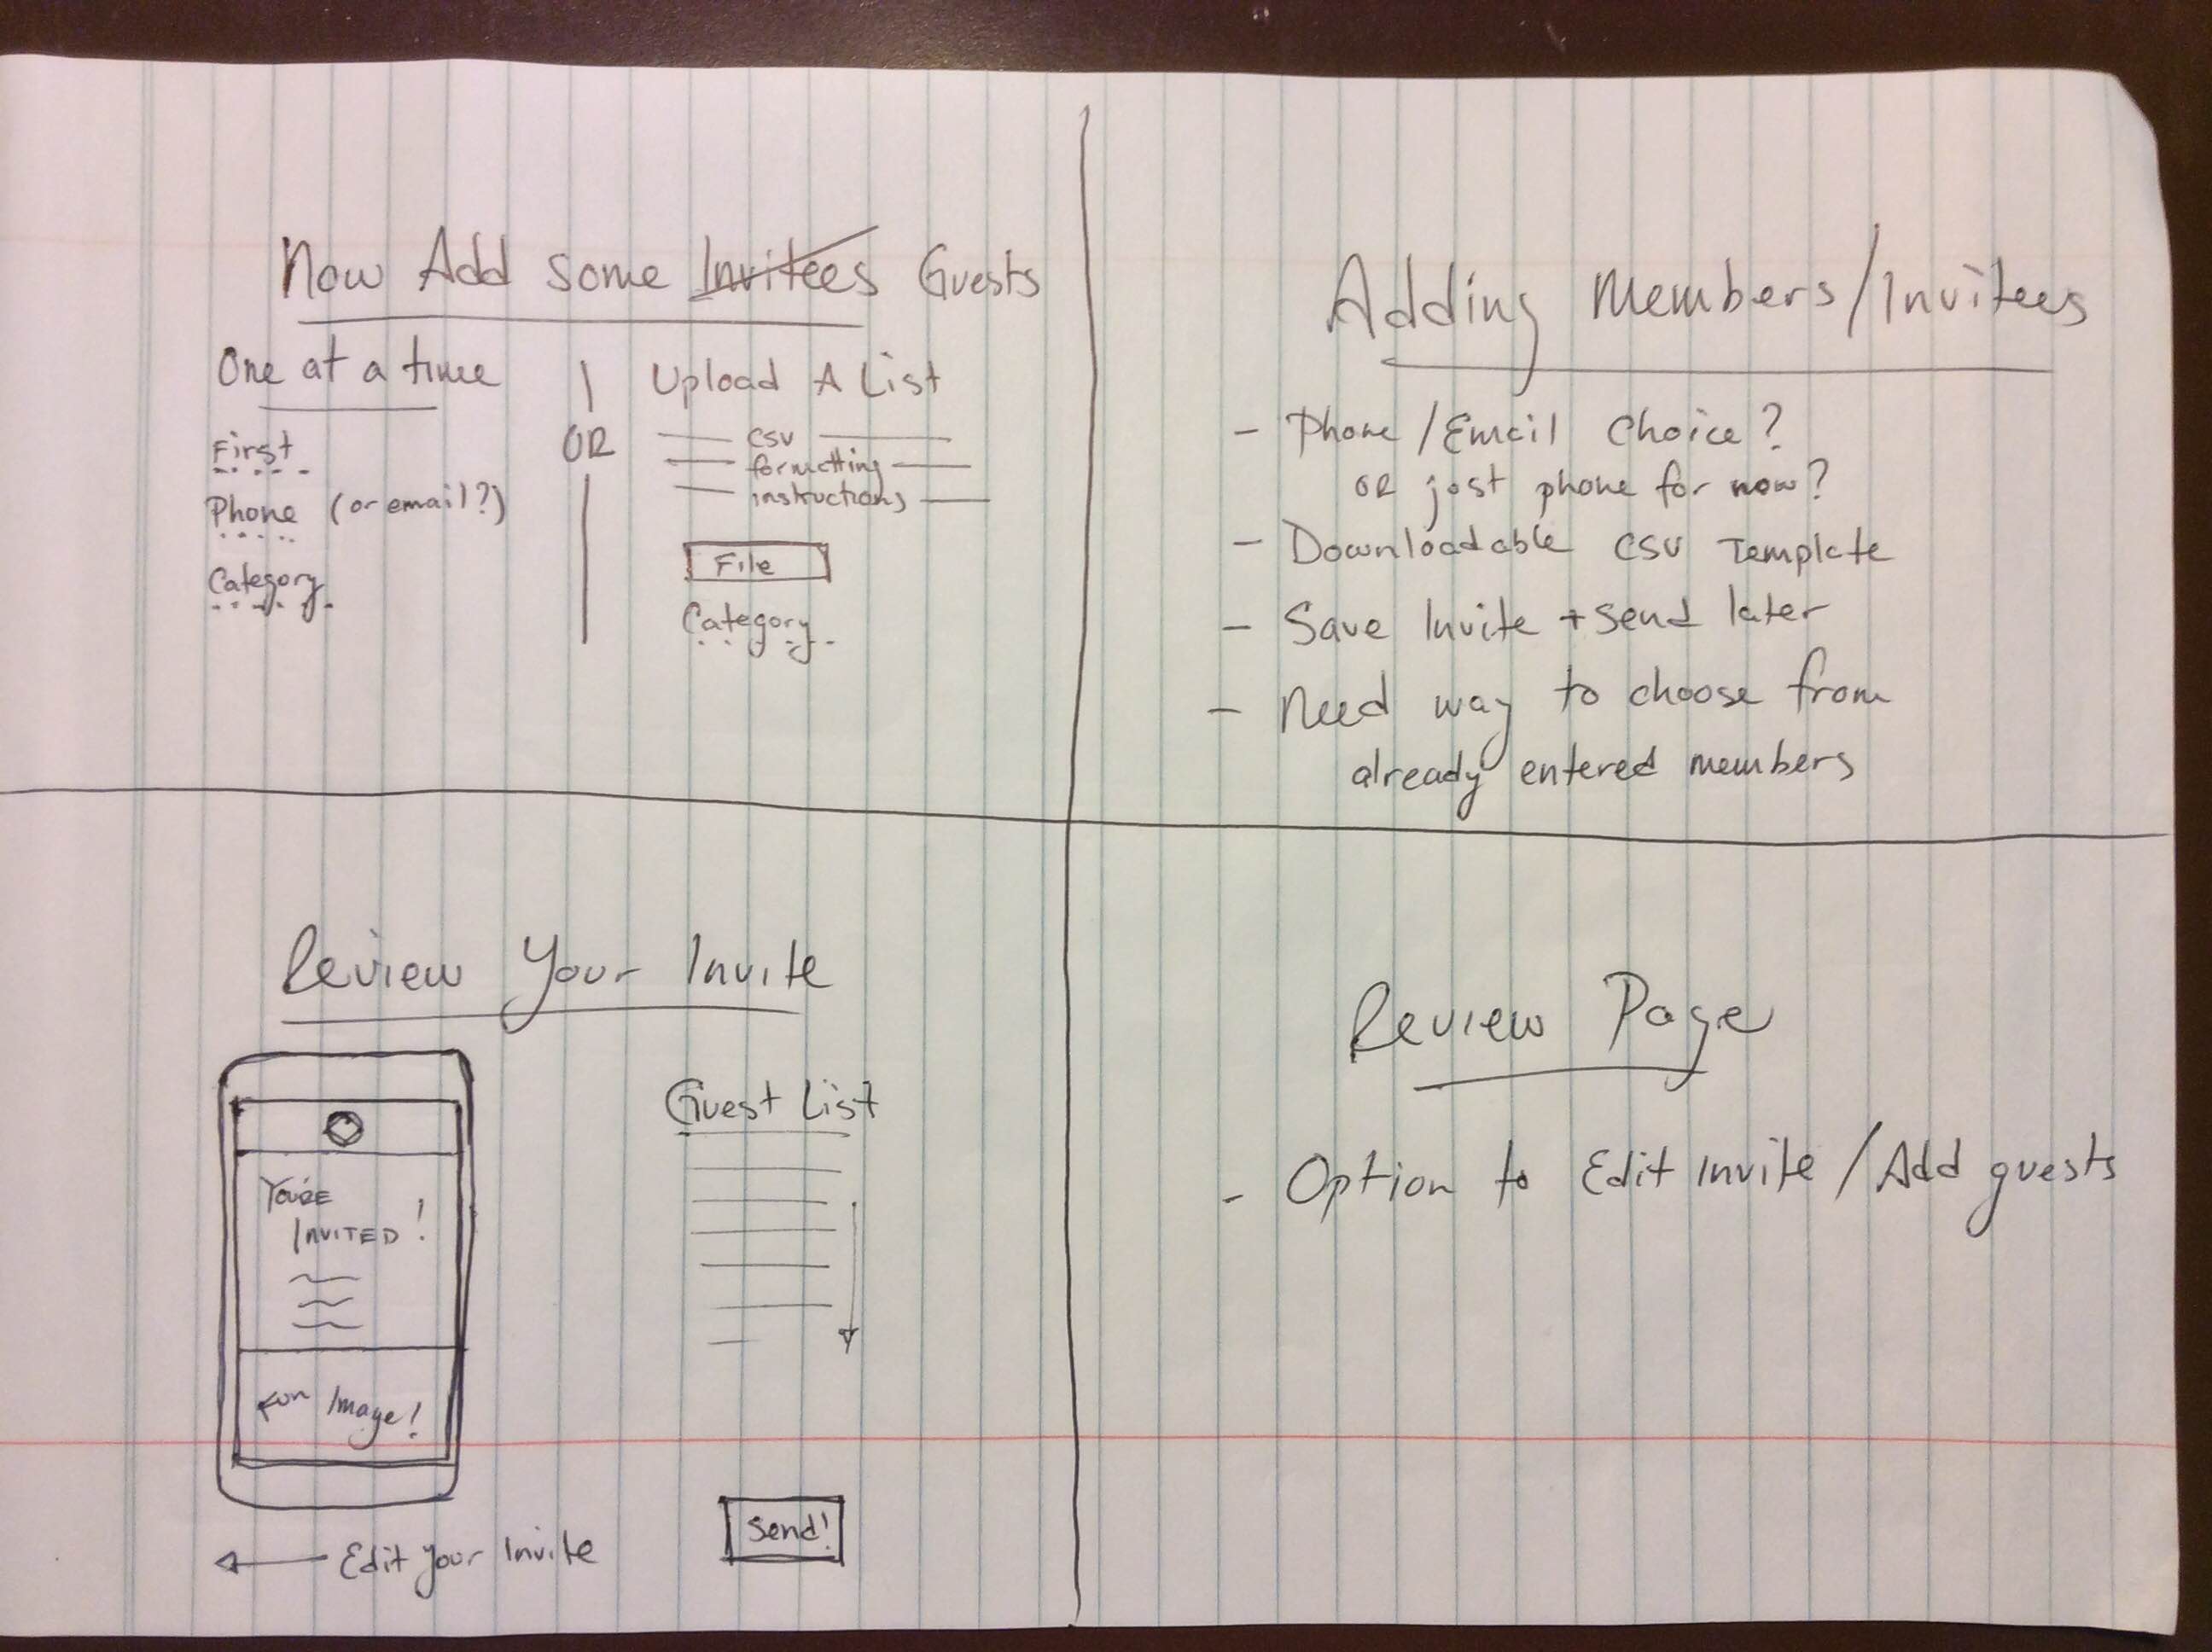 Now Add some Invitees Guests
One at a time
First
Phone (or email?)
Category
OR
Upload A List
CSV
formatting
instructions
File
Category
Adding Members/Invitees
- Phone/Email Choice?
OR just phone for now?
- Downloadable CSV Template
- Save Invite + Send later
- Need way to choose from
already entered members
Review Your Invite
YOU'RE
INVITED!
Fun Image!
Guest List
Edit your Invite
Send!
Review Page
- Option to Edit Invite/Add guests